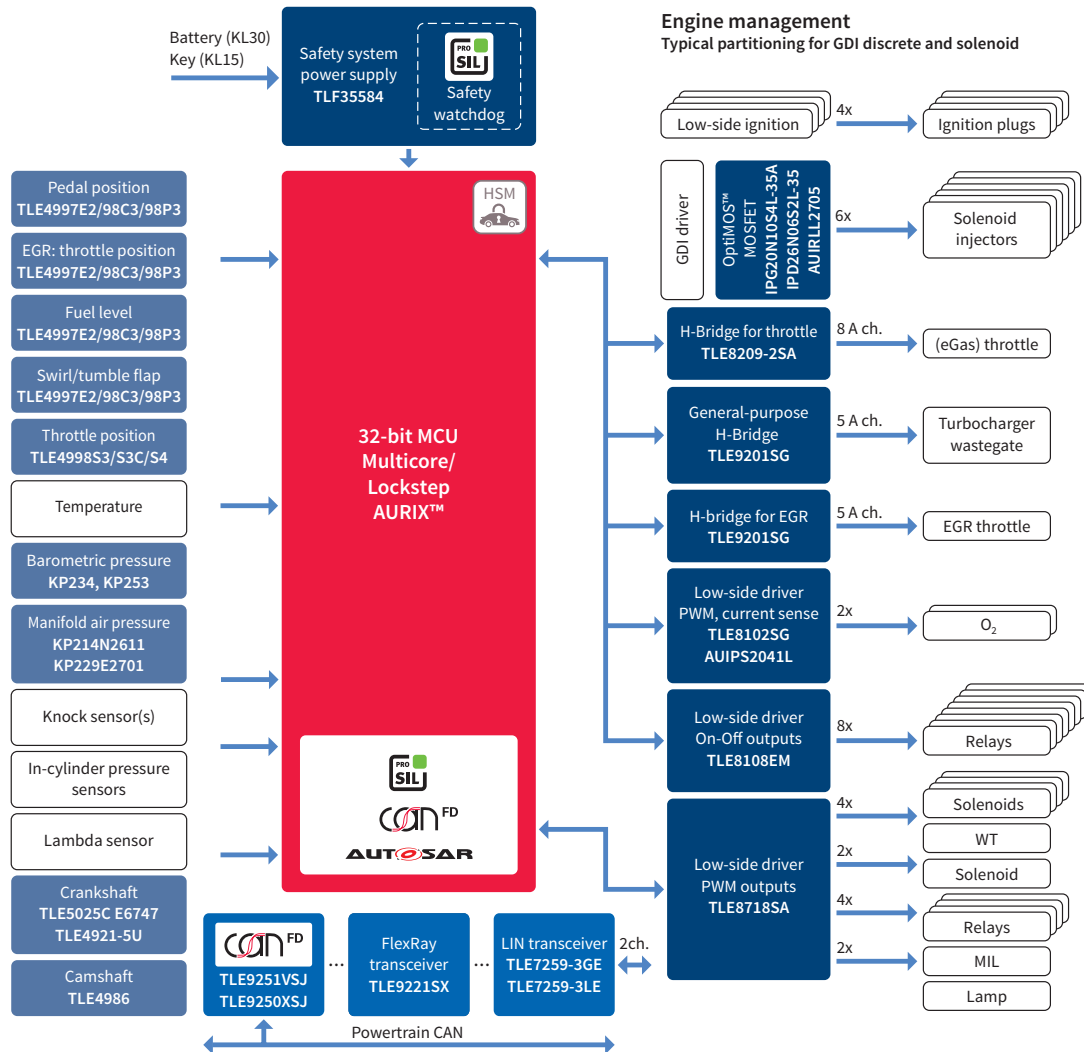 Engine management
Typical partitioning for GDI discrete and solenoid
Battery (KL30)
Key (KL15)
Safety system
power supply
TLF35584
PRO
SIL
Safety
watchdog
Pedal position
TLE4997E2/98C3/98P3
EGR: throttle position
TLE4997E2/98C3/98P3
Fuel level
TLE4997E2/98C3/98P3
Swirl/tumble flap
TLE4997E2/98C3/98P3
Throttle position
TLE4998S3/S3C/S4
Temperature
Barometric pressure
KP234, KP253
Manifold air pressure
KP214N2611
KP229E2701
Knock sensor(s)
In-cylinder pressure
sensors
Lambda sensor
Crankshaft
TLE5025C E6747
TLE4921-5U
Camshaft
TLE4986
HSM
32-bit MCU
Multicore/
Lockstep
AURIX™
PRO
SIL
CAN FD
AUTOSAR
CAN FD
TLE9251VSJ
TLE9250XSJ
...
FlexRay
transceiver
TLE9221SX
...
LIN transceiver
TLE7259-3GE
TLE7259-3LE
2ch.
Powertrain CAN
Low-side ignition
4x
Ignition plugs
GDI driver
OptiMOS™
MOSFET
IPG20N10S4L-35A
IPD26N06S2L-35
AUIRLL2705
6x
Solenoid
injectors
H-Bridge for throttle
TLE8209-2SA
8 A ch.
(eGas) throttle
General-purpose
H-Bridge
TLE9201SG
5 A ch.
Turbocharger
wastegate
H-bridge for EGR
TLE9201SG
5 A ch.
EGR throttle
Low-side driver
PWM, current sense
TLE8102SG
AUIPS2041L
2x
O₂
Low-side driver
On-Off outputs
TLE8108EM
8x
Relays
Low-side driver
PWM outputs
TLE8718SA
4x
Solenoids
WT
2x
Solenoid
4x
Relays
2x
MIL
Lamp